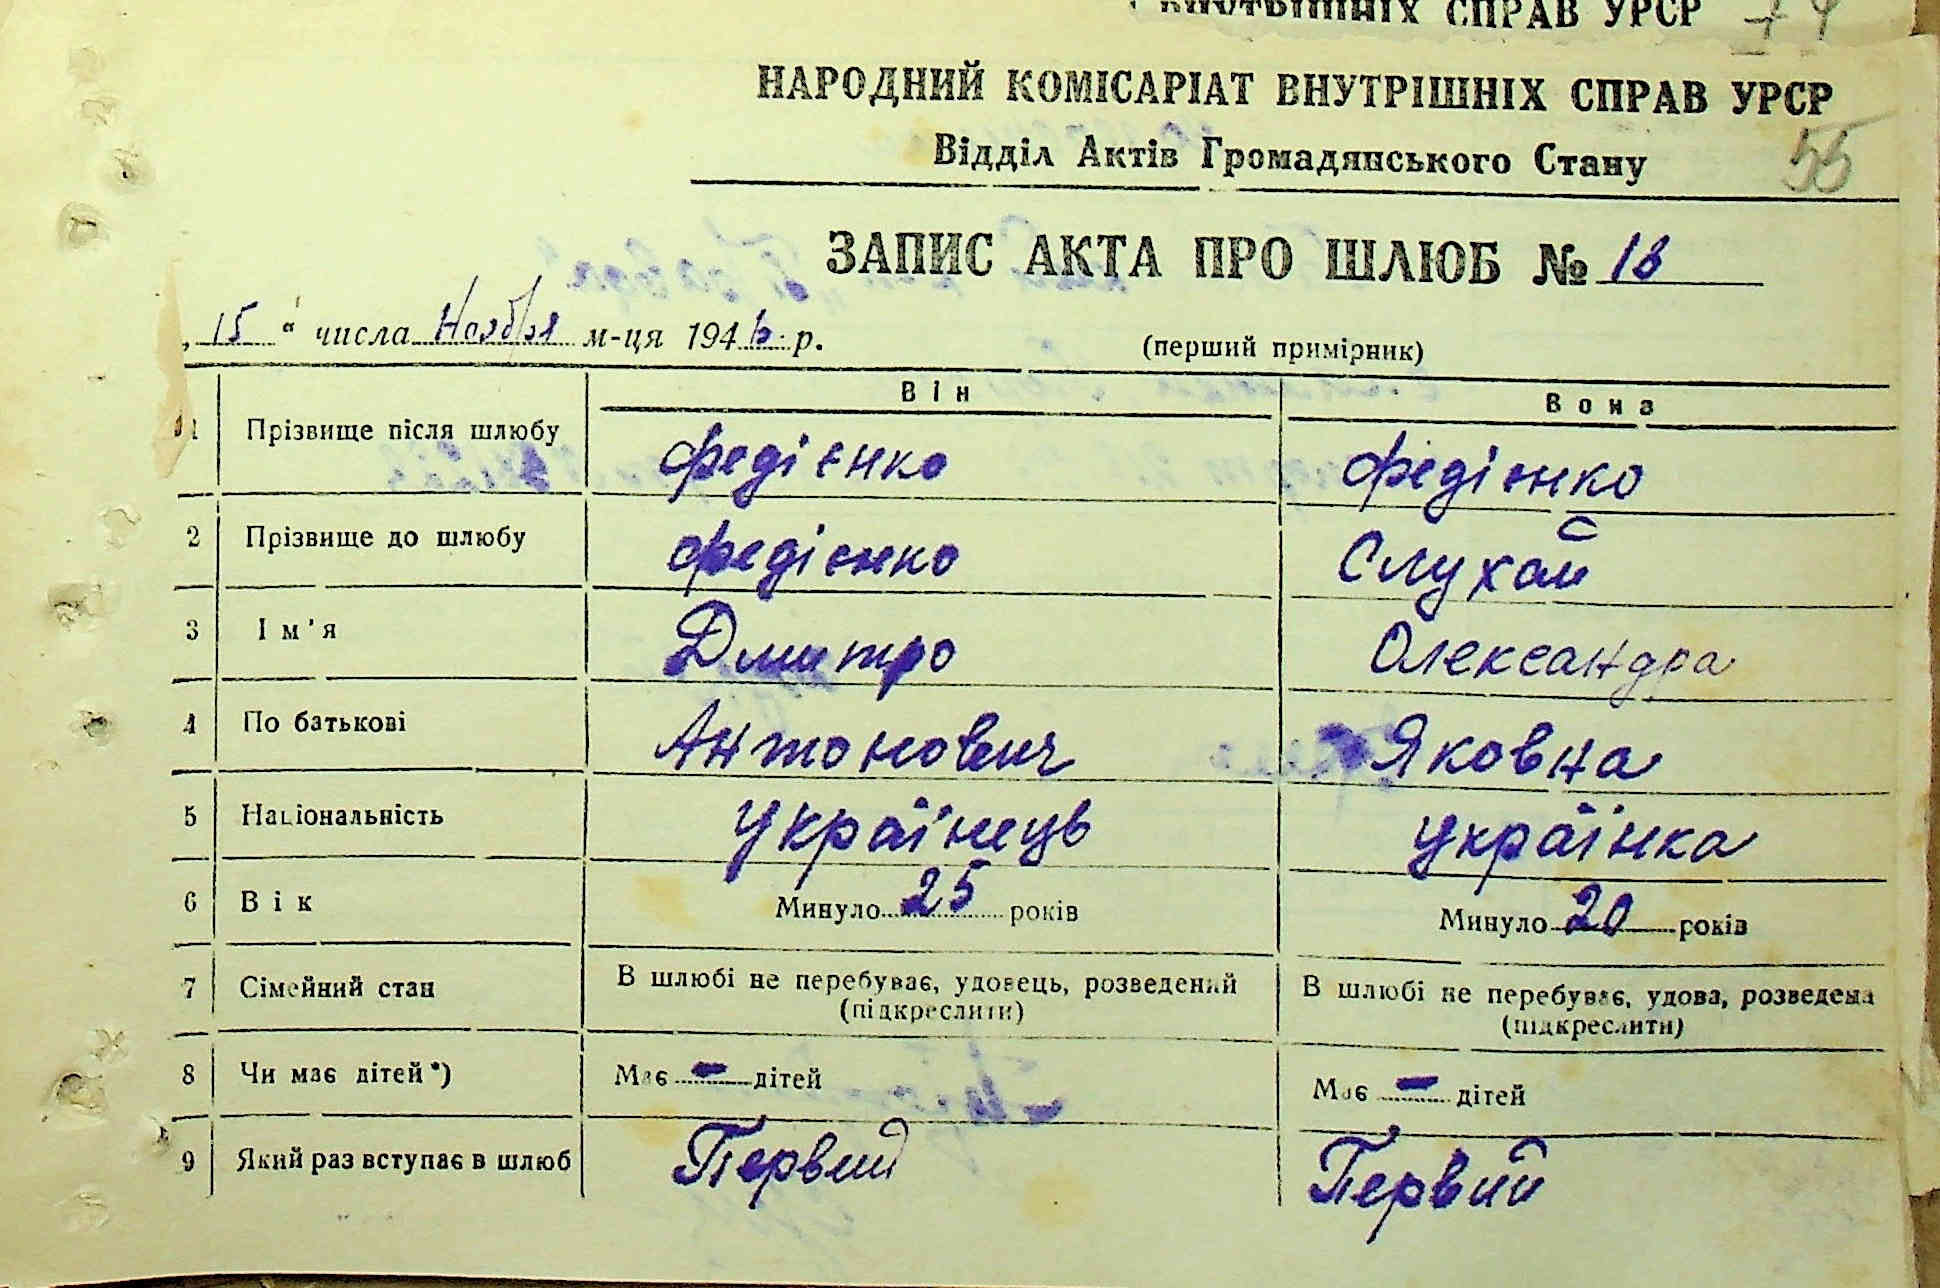 ВНУТРІШНІХ СПРАВ УРСР
НАРОДНИЙ КОМІСАРІАТ ВНУТРІШНІХ СПРАВ УРСР
Відділ Актів Громадянського Стану 55
ЗАПИС АКТА ПРО ШЛЮБ № 18
„ 15 “ числа Ноября м-ця 194 р.
(перший примірник)
Він Вона
1 Прізвище після шлюбу Федієнко Федієнко
2 Прізвище до шлюбу Федієнко Слухай
3 Ім'я Дмитро Олександра
4 По батькові Антонович Яковна
5 Національність українець українка
6 Вік Минуло 25 років Минуло 20 років
7 Сімейний стан В шлюбі не перебуває, удовець, розведений В шлюбі не перебуває, удова, розведена
(підкреслити) (підкреслити)
8 Чи має дітей*) Має - дітей Має - дітей
9 Який раз вступає в шлюб Первий Первий